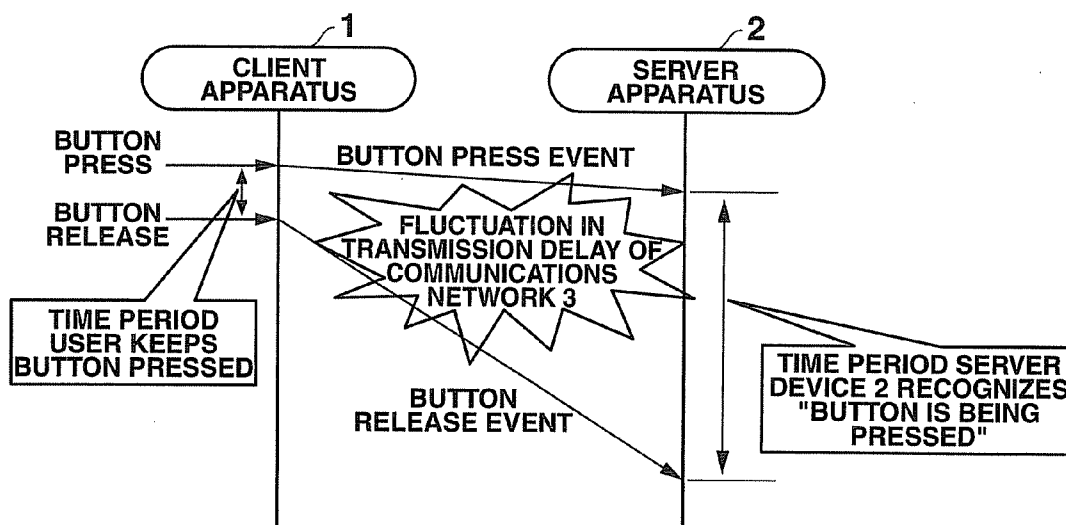 1
2
CLIENT
APPARATUS
SERVER
APPARATUS
BUTTON
PRESS
BUTTON PRESS EVENT
BUTTON
RELEASE
FLUCTUATION IN
TRANSMISSION DELAY OF
COMMUNICATIONS
NETWORK 3
TIME PERIOD
USER KEEPS
BUTTON PRESSED
TIME PERIOD SERVER
DEVICE 2 RECOGNIZES
"BUTTON IS BEING
PRESSED"
BUTTON
RELEASE EVENT